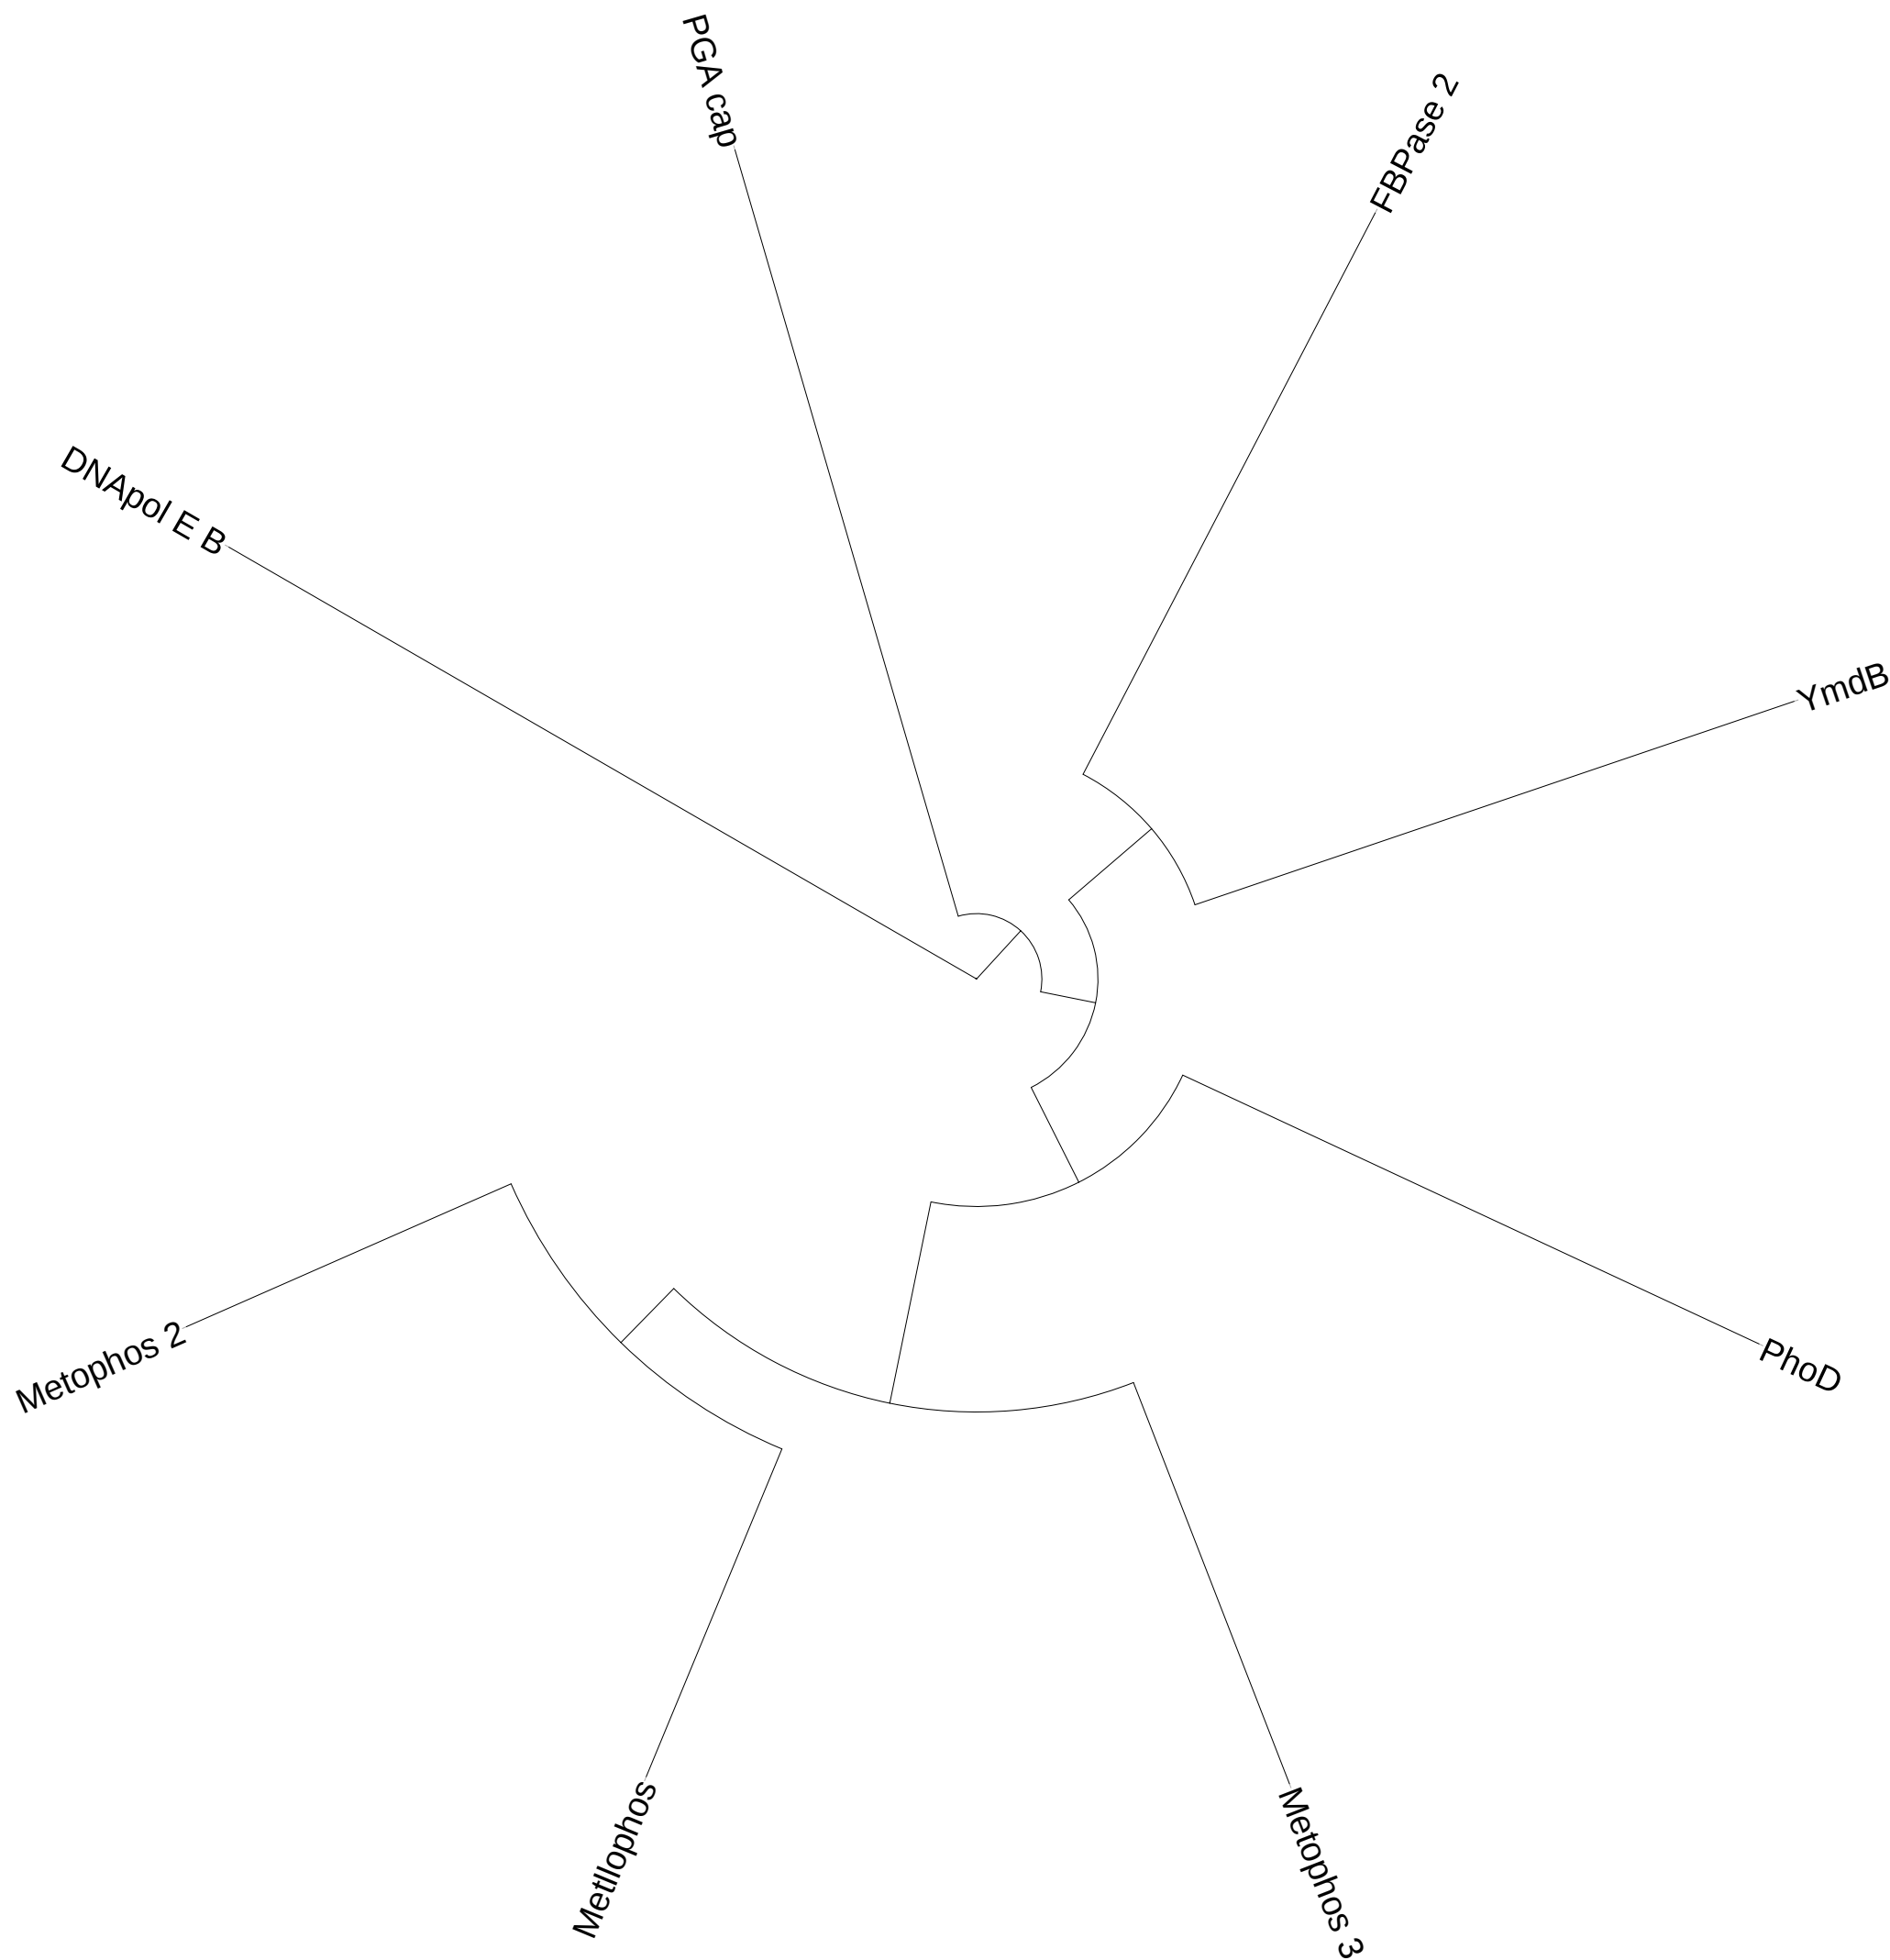 PGA cap
FBPase 2
DNApol E B
YmdB
Metophos 2
PhoD
Metllophos
Metophos 3